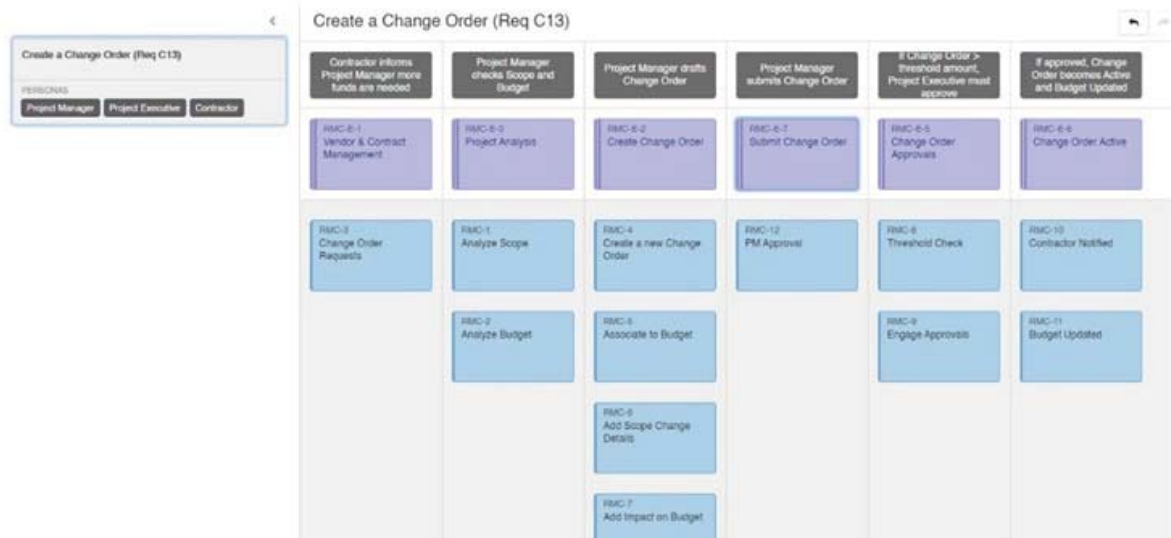 Create a Change Order (Req C13)
Create a Change Order (Req C13)
PERSONAS
Project Manager Project Executive Contractor
Contractor informs
Project Manager more
funds are needed
Project Manager
checks Scope and
Budget
Project Manager drafts
Change Order
Project Manager
submits Change Order
If Change Order >
threshold amount,
Project Executive must
approve
If approved, Change
Order becomes Active
and Budget Updated
RMC-E-1
Vendor & Contract
Management
RMC-E-3
Project Analysis
RMC-E-2
Create Change Order
RMC-E-7
Submit Change Order
RMC-E-5
Change Order
Approvals
RMC-E-6
Change Order Active
RMC-3
Change Order
Requests
RMC-1
Analyze Scope
RMC-4
Create a new Change
Order
RMC-12
PM Approval
RMC-8
Threshold Check
RMC-10
Contractor Notified
RMC-2
Analyze Budget
RMC-5
Associate to Budget
RMC-9
Engage Approvals
RMC-11
Budget Updated
RMC-6
Add Scope Change
Details
RMC-7
Add Impact on Budget